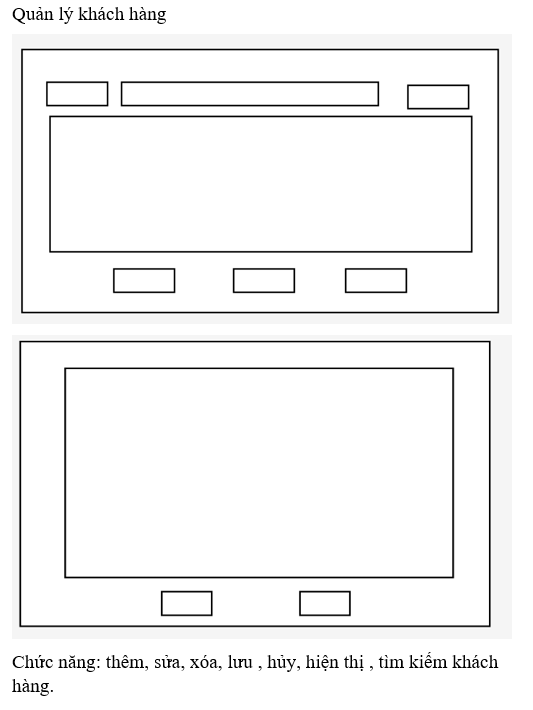 Quản lý khách hàng
Chức năng: thêm, sửa, xóa, lưu , hủy, hiện thị , tìm kiếm khách
hàng.